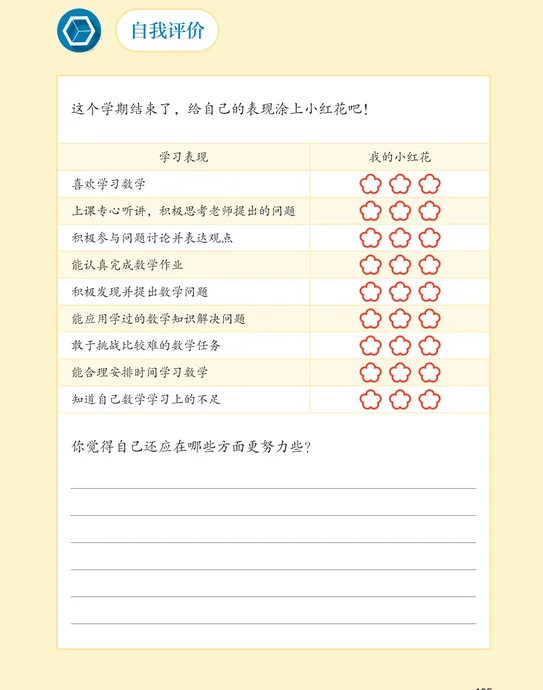 自我评价
这个学期结束了，给自己的表现涂上小红花吧！
学习表现 我的小红花
喜欢学习数学
上课专心听讲，积极思考老师提出的问题
积极参与问题讨论并表达观点
能认真完成数学作业
积极发现并提出数学问题
能应用学过的数学知识解决问题
敢于挑战比较难的数学任务
能合理安排时间学习数学
知道自己数学学习上的不足
你觉得自己还应在哪些方面更努力些？